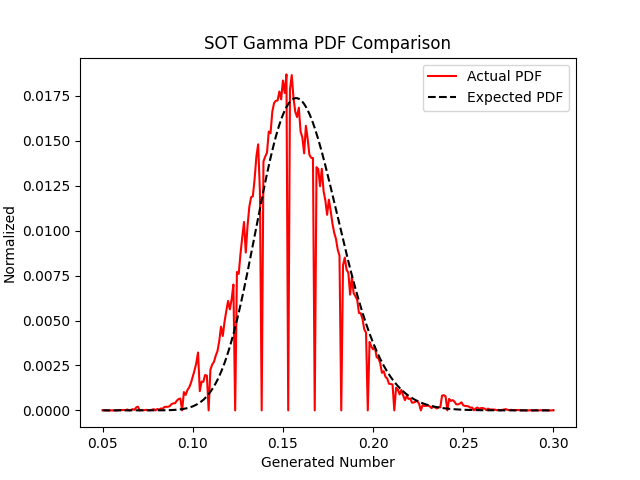 SOT Gamma PDF Comparison
Actual PDF
Expected PDF
Normalized
0.0175
0.0150
0.0125
0.0100
0.0075
0.0050
0.0025
0.0000
0.05 0.10 0.15 0.20 0.25 0.30
Generated Number